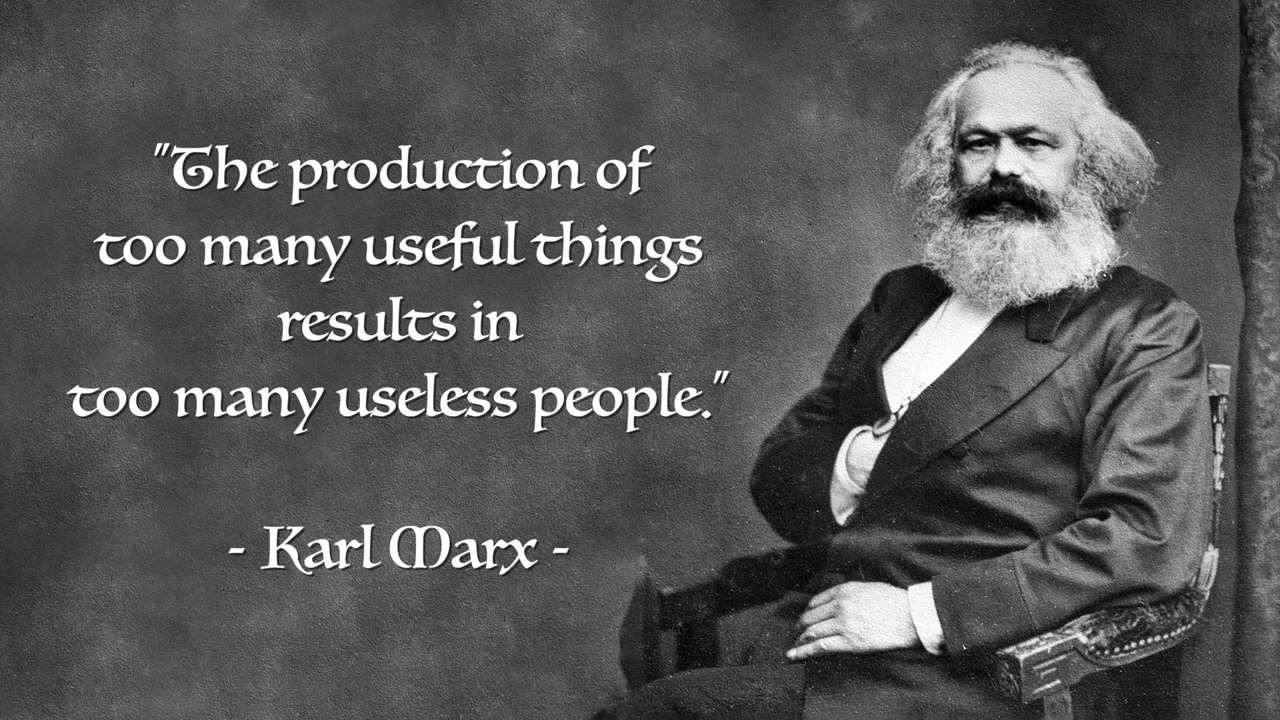 "The production of
too many useful things
results in
too many useless people."
- Karl Marx -